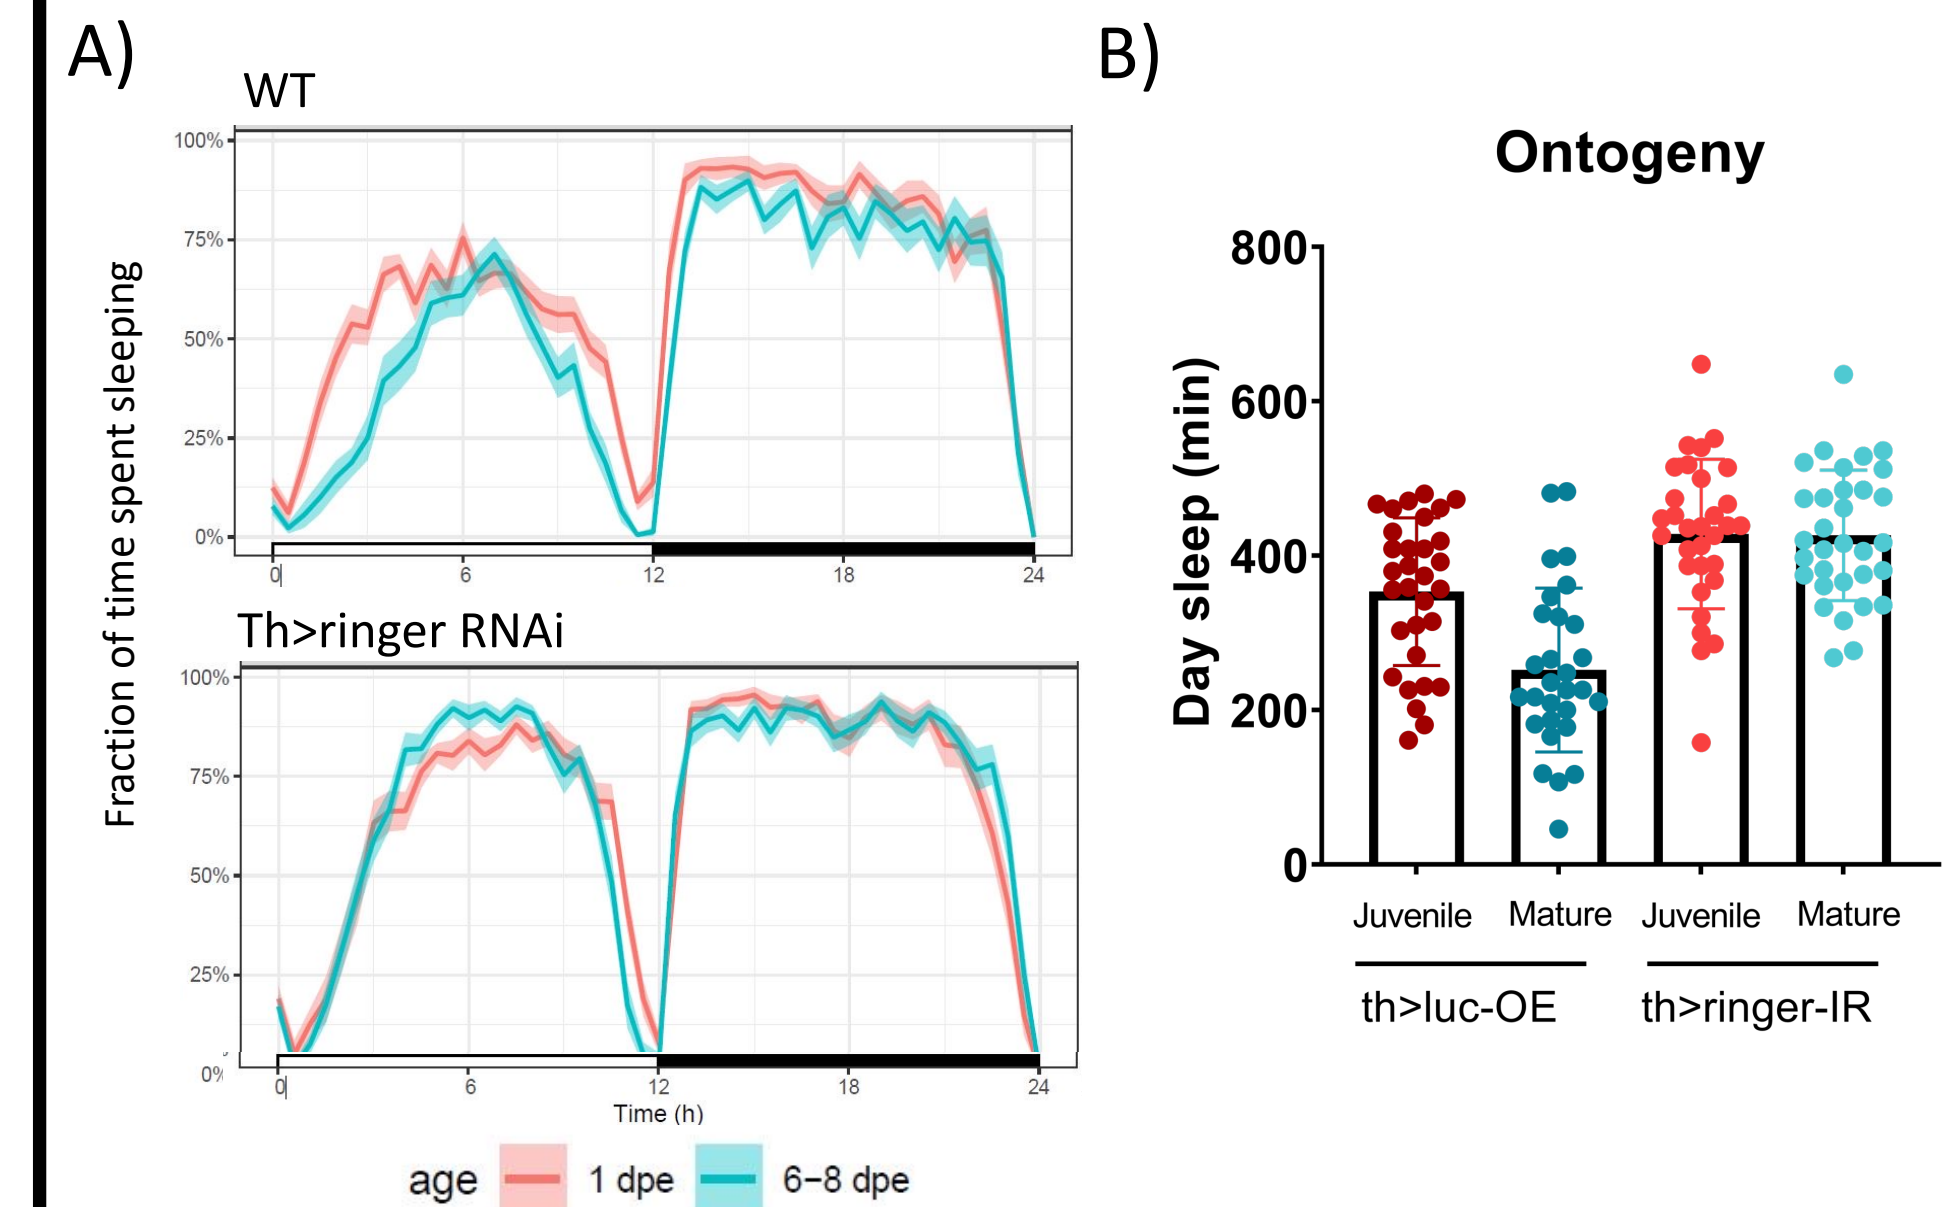 A)
WT
Fraction of time spent sleeping
100%
75%
50%
25%
0%
0
6
12
18
24
Th>ringer RNAi
100%
75%
50%
25%
0%
0
6
12
18
24
Time (h)
age 1 dpe 6−8 dpe
B)
Ontogeny
Day sleep (min)
800
600
400
200
0
Juvenile Mature Juvenile Mature
th>luc-OE th>ringer-IR